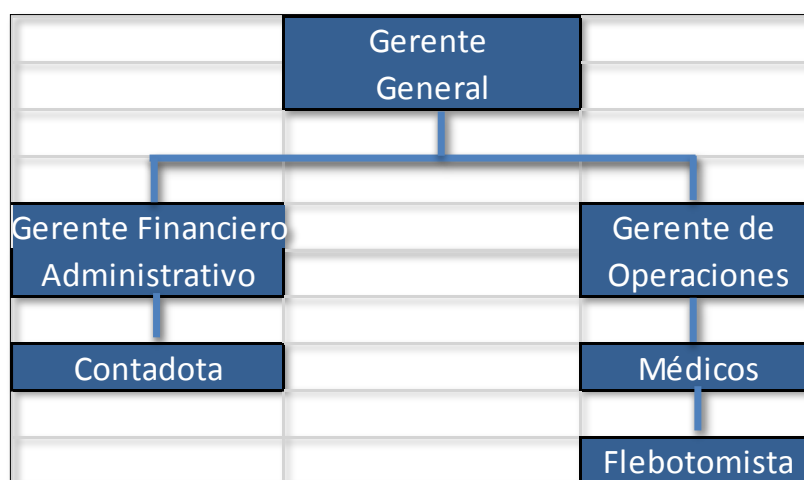 Gerente
General
Gerente Financiero
Administrativo
Gerente de
Operaciones
Contadota
Médicos
Flebotomista